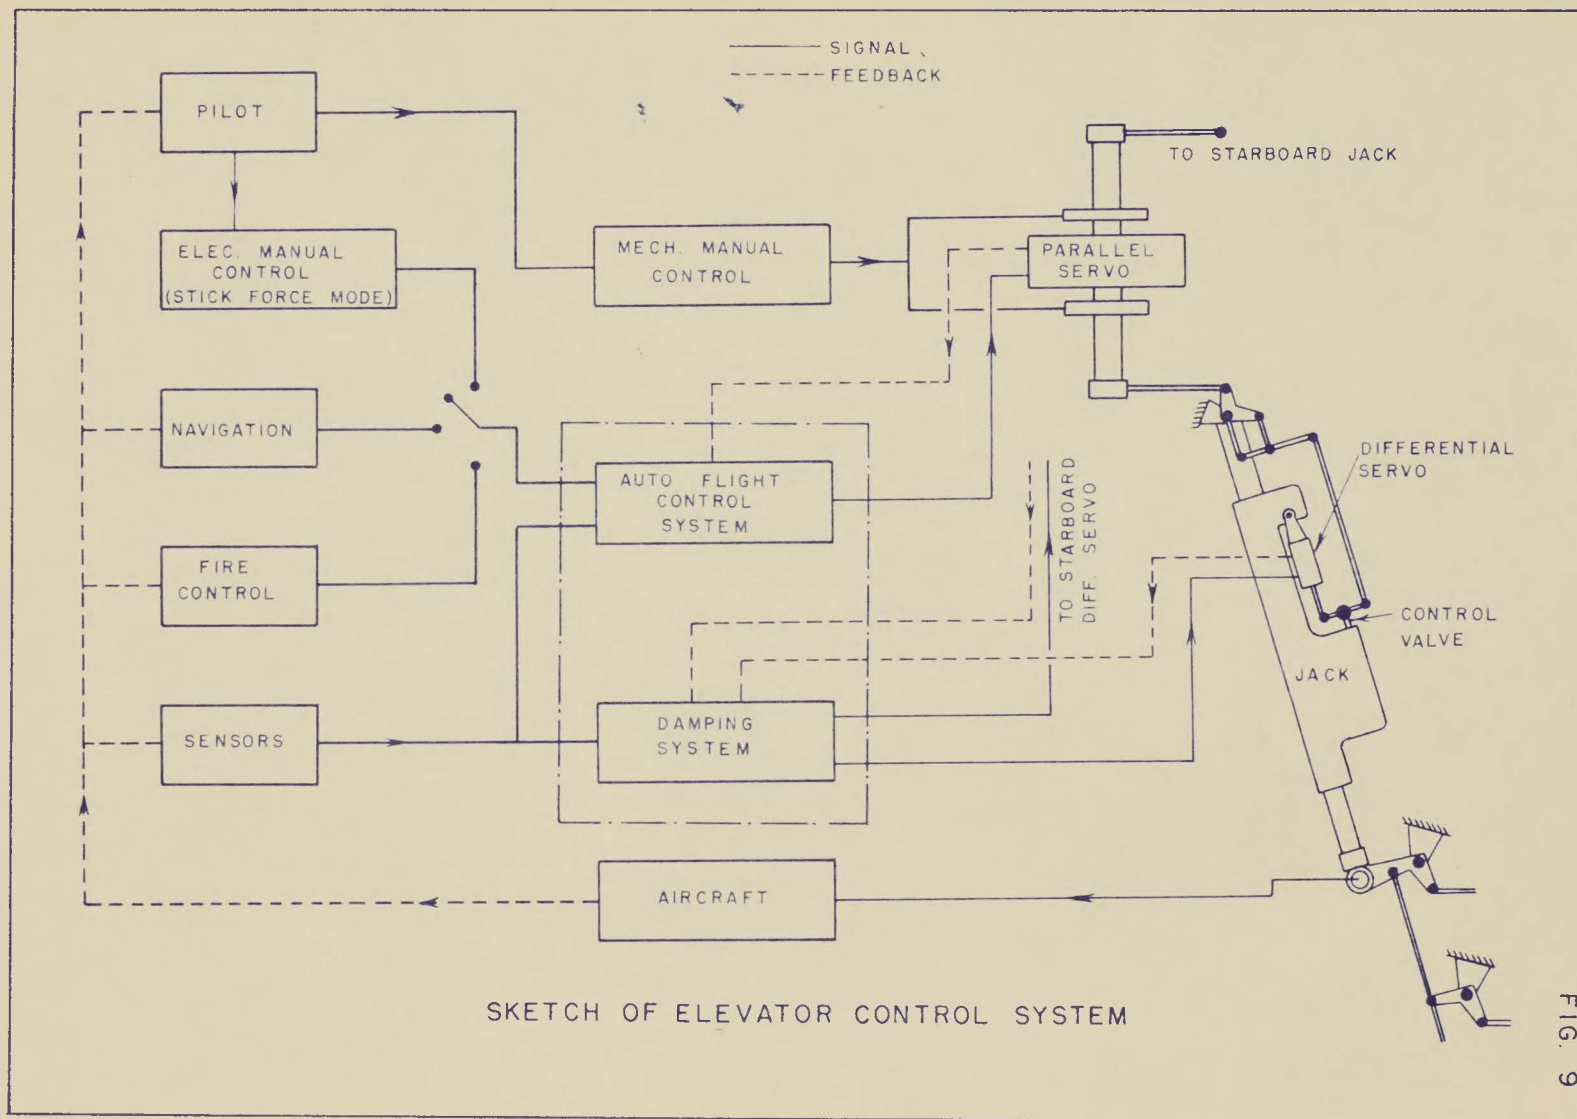 SIGNAL
FEEDBACK
PILOT
TO STARBOARD JACK
ELEC. MANUAL
CONTROL
(STICK FORCE MODE)
MECH. MANUAL
CONTROL
PARALLEL
SERVO
NAVIGATION
AUTO FLIGHT
CONTROL
SYSTEM
TO STARBOARD
DIFF. SERVO
DIFFERENTIAL
SERVO
FIRE
CONTROL
CONTROL
VALVE
JACK
SENSORS
DAMPING
SYSTEM
AIRCRAFT
SKETCH OF ELEVATOR CONTROL SYSTEM
FIG. 9